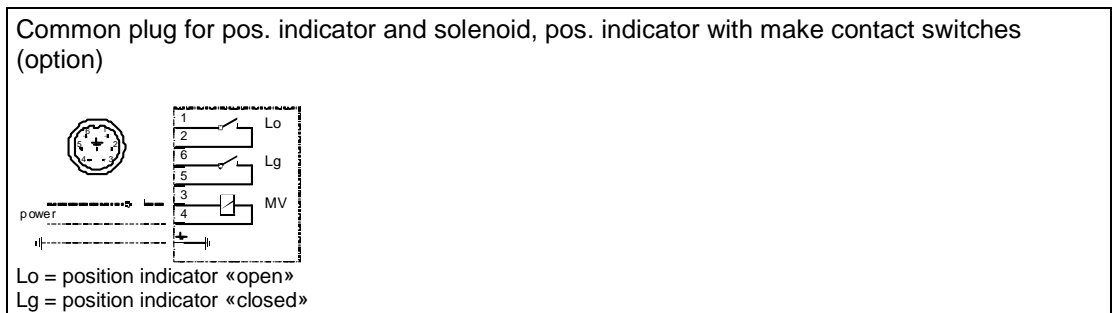 Common plug for pos. indicator and solenoid, pos. indicator with make contact switches
(option)
1
Lo
2
6
Lg
5
3
MV
power
4
Lo = position indicator «open»
Lg = position indicator «closed»